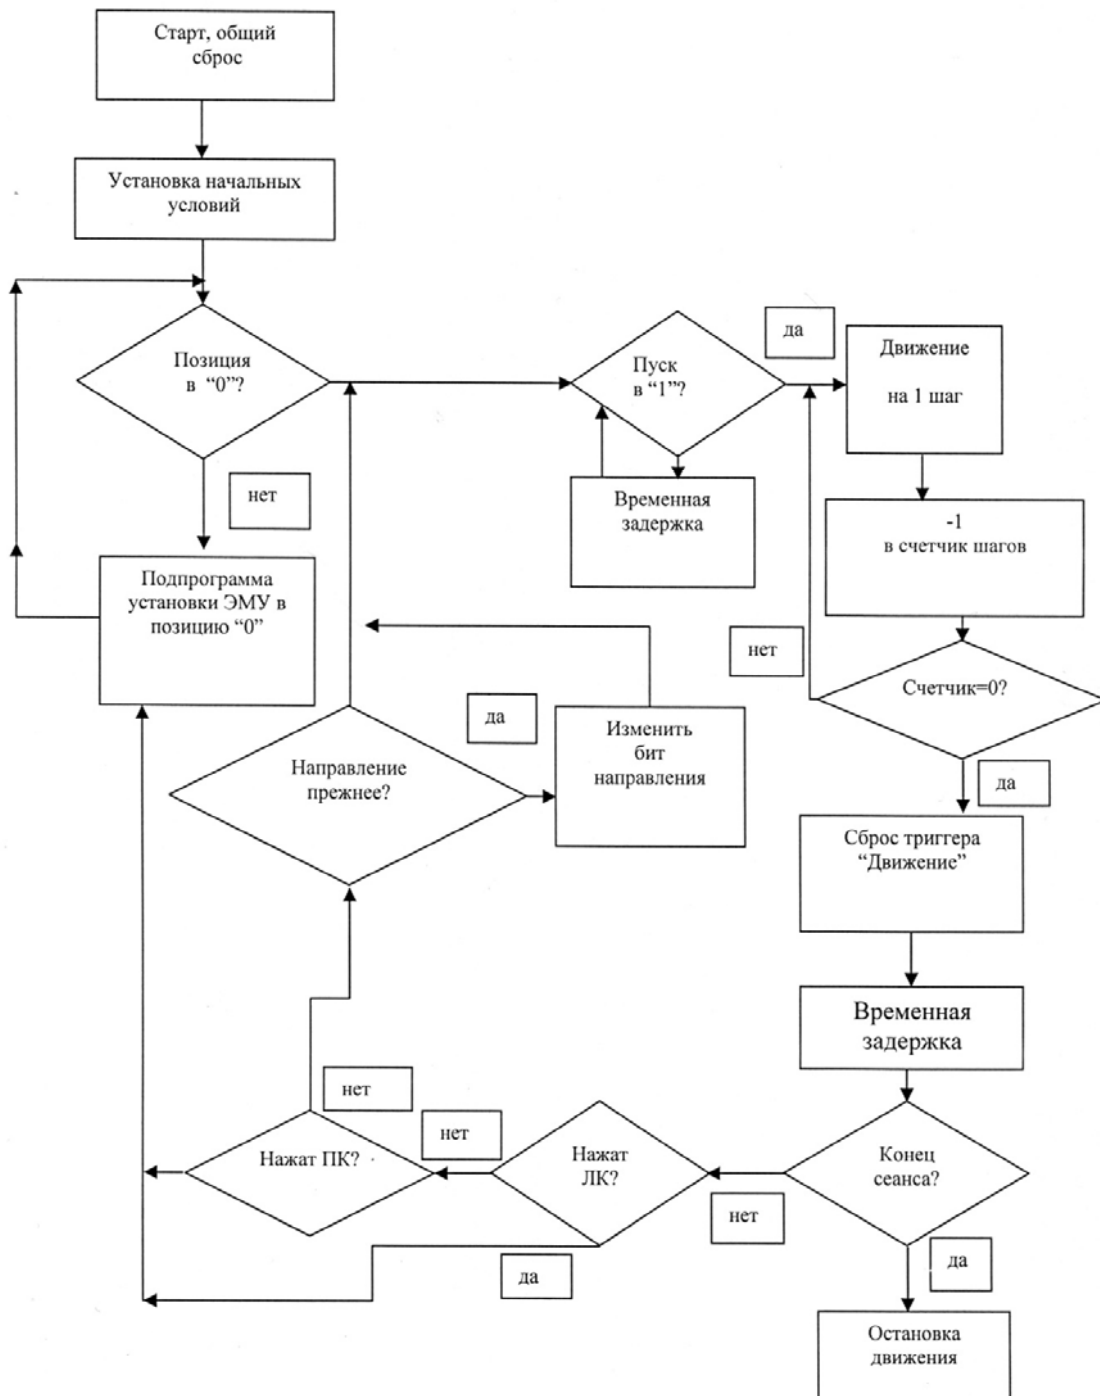 Старт, общий
сброс
Установка начальных
условий
Позиция
в “0”?
нет
Подпрограмма
установки ЭМУ в
позицию “0”
Пуск
в “1”?
да
Временная
задержка
Движение
на 1 шаг
-1
в счетчик шагов
нет
Счетчик=0?
да
Направление
прежнее?
да
Изменить
бит
направления
Сброс триггера
“Движение”
Временная
задержка
Конец
сеанса?
нет
да
Нажат
ЛК?
нет
да
Нажат ПК?
нет
Остановка
движения